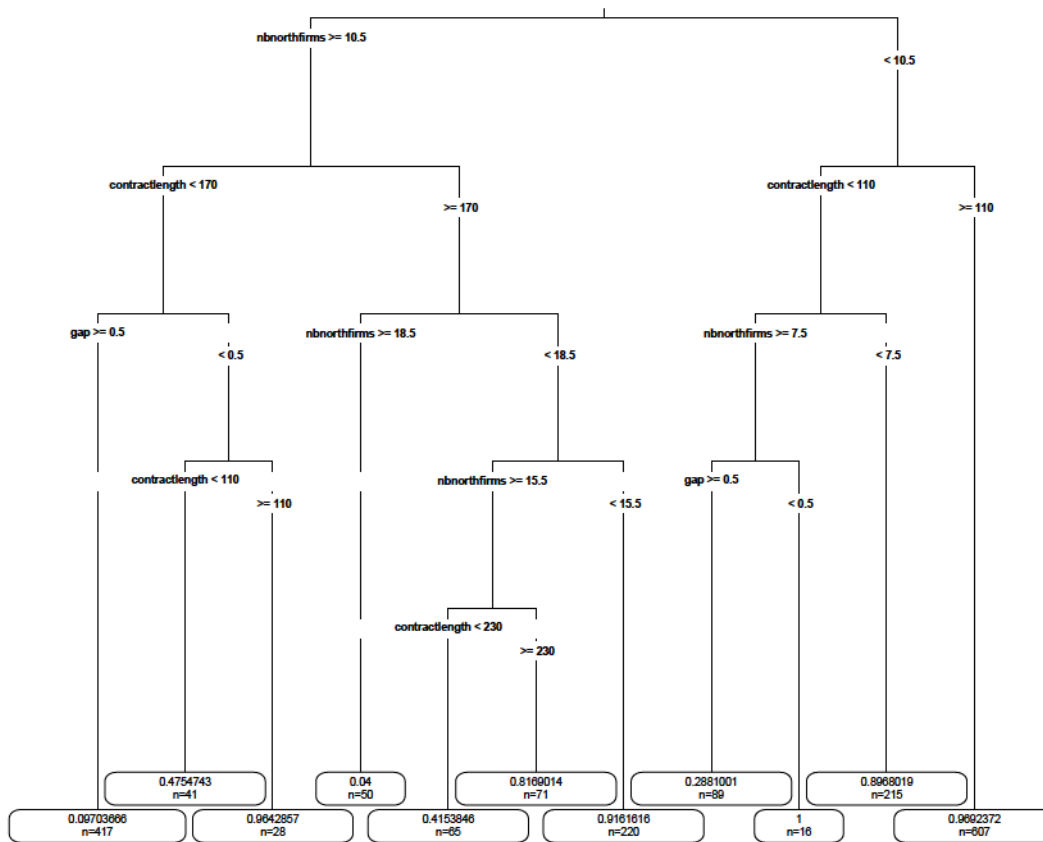 nbnorthfirms >= 10.5
< 10.5
contractlength < 170
>= 170
contractlength < 110
>= 110
gap >= 0.5
< 0.5
nbnorthfirms >= 18.5
< 18.5
nbnorthfirms >= 7.5
< 7.5
contractlength < 110
>= 110
nbnorthfirms >= 15.5
< 15.5
gap >= 0.5
< 0.5
contractlength < 230
>= 230
0.4754743
n=41
0.04
n=50
0.8169014
n=71
0.2881001
n=89
0.8968019
n=215
0.09703666
n=417
0.9642857
n=28
0.4153846
n=65
0.9161616
n=220
1
n=16
0.9692372
n=607